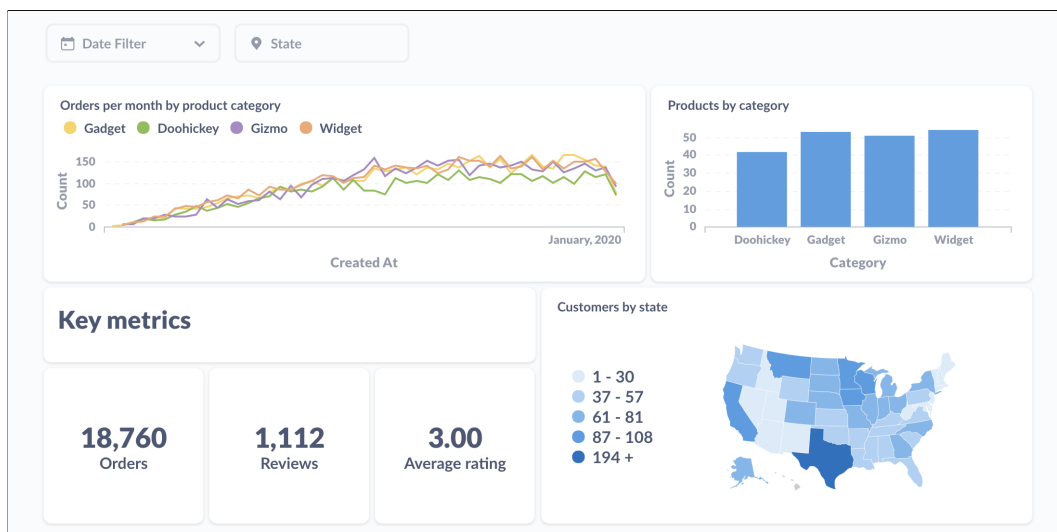 Date Filter
State
Orders per month by product category
Gadget
Doohickey
Gizmo
Widget
150
100
50
0
Count
January, 2020
Created At
Products by category
50
40
30
20
10
0
Count
Doohickey
Gadget
Gizmo
Widget
Category
Key metrics
18,760
Orders
1,112
Reviews
3.00
Average rating
Customers by state
1 - 30
37 - 57
61 - 81
87 - 108
194 +